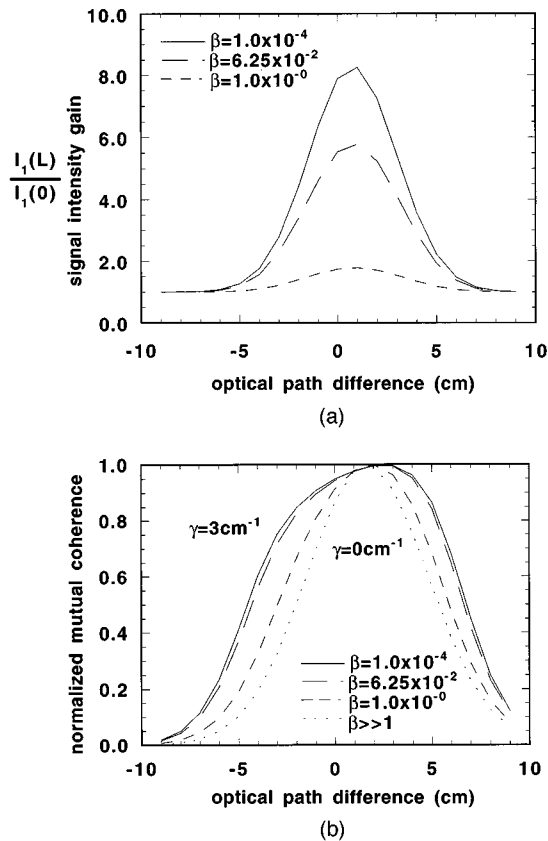 10.0
8.0
6.0
4.0
2.0
0.0
I₁(L)
I₁(0)
signal intensity gain
β=1.0x10⁻⁴
β=6.25x10⁻²
β=1.0x10⁻⁰
-10 -5 0 5 10
optical path difference (cm)
(a)
1.0
0.8
0.6
0.4
0.2
0.0
normalized mutual coherence
γ=3cm⁻¹
γ=0cm⁻¹
β=1.0x10⁻⁴
β=6.25x10⁻²
β=1.0x10⁻⁰
β>>1
-10 -5 0 5 10
optical path difference (cm)
(b)